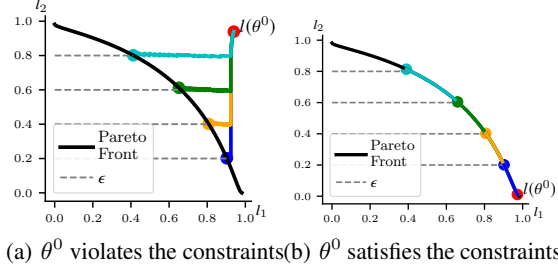 l₂
1.0
0.8
0.6
0.4
0.2
0.0
0.0 0.2 0.4 0.6 0.8 1.0
l₁
l(θ⁰)
Pareto
Front
ϵ
l₂
1.0
0.8
0.6
0.4
0.2
0.0
0.0 0.2 0.4 0.6 0.8 1.0
l₁
l(θ⁰)
Pareto
Front
ϵ
(a) θ⁰ violates the constraints(b) θ⁰ satisfies the constraints